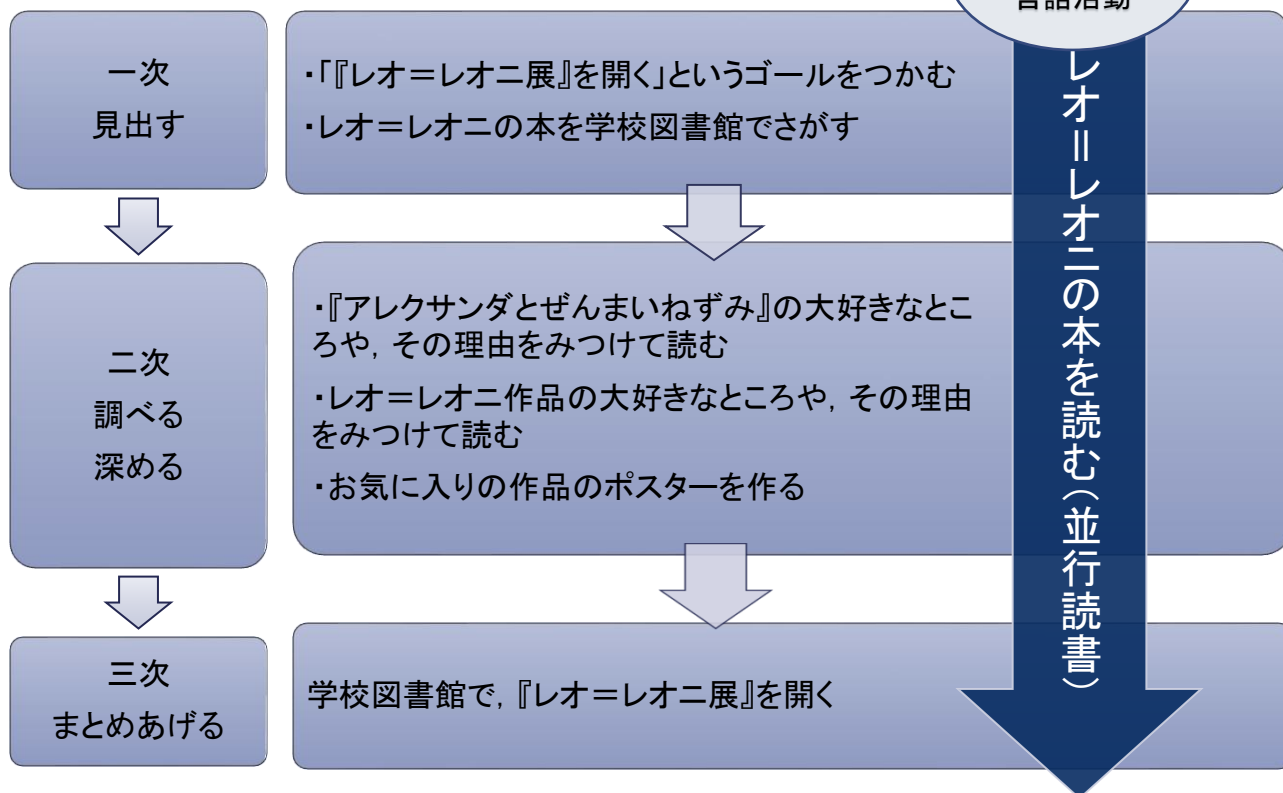 言語活動
一次
見出す
・「『レオ=レオニ展』を開く」というゴールをつかむ
・レオ=レオニの本を学校図書館でさがす
二次
調べる
深める
・『アレクサンダとぜんまいねずみ』の大好きなとこ
ろや, その理由をみつけて読む
・レオ=レオニ作品の大好きなところや, その理由
をみつけて読む
・お気に入りの作品のポスターを作る
三次
まとめあげる
学校図書館で, 『レオ=レオニ展』を開く
レオ=レオニの本を読む(並行読書)